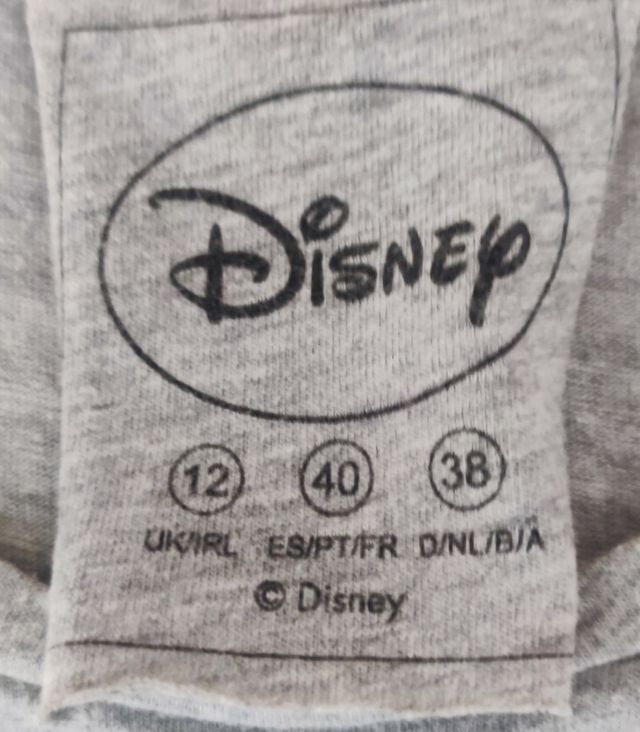 Disney
12 40 38
UK/IRL ES/PT/FR D/NL/B/A
© Disney